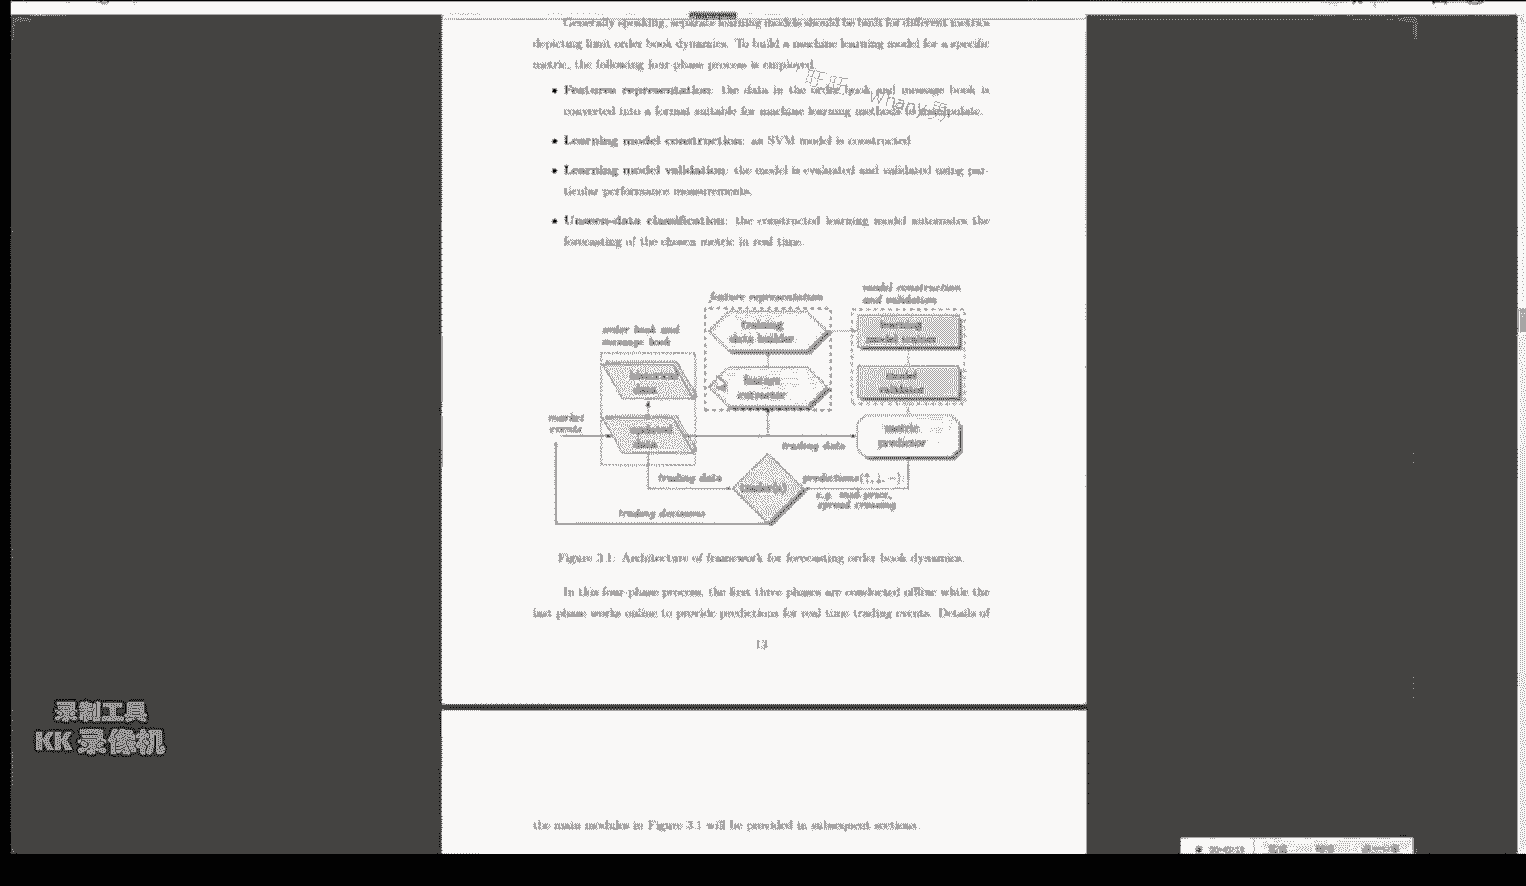 Generally speaking, separate learning models should be built for different metrics
depicting limit order book dynamics. To build a machine learning model for a specific
metric, the following four-phase process is employed.
• Features representation: the data in the order book and message book is
converted into a format suitable for machine learning methods to manipulate.
• Learning model construction: an SVM model is constructed
• Learning model validation: the model is evaluated and validated using par-
ticular performance measurements.
• Unseen-data classification: the constructed learning model automates the
forecasting of the chosen metric in real time.
旺旺
whany
model construction
and validation
feature representation
order book and
message book
training
data builder
learning
model trainer
historical
data
feature
extractor
model
validated
market
events
updated
data
metric
predictor
trading data
trading data
trader(s)
predictions(↑,↓,−)
e.g. mid-price,
spread crossing
trading decisions
Figure 3.1: Architecture of framework for forecasting order book dynamics.
In this four-phase process, the first three phases are conducted offline while the
last phase works online to provide predictions for real time trading events. Details of
13
录制工具
KK 录像机
the main modules in Figure 3.1 will be provided in subsequent sections.